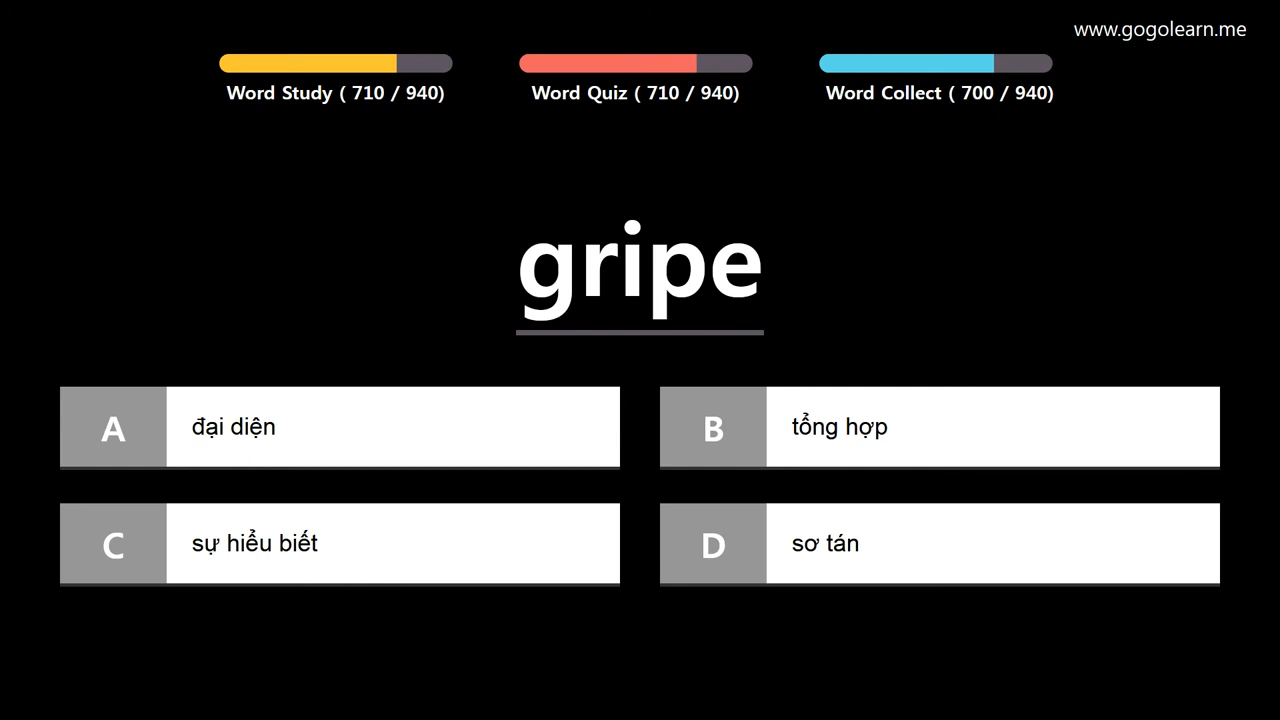 www.gogolearn.me
Word Study ( 710 / 940)
Word Quiz ( 710 / 940)
Word Collect ( 700 / 940)
gripe
A đại diện
B tổng hợp
C sự hiểu biết
D sơ tán